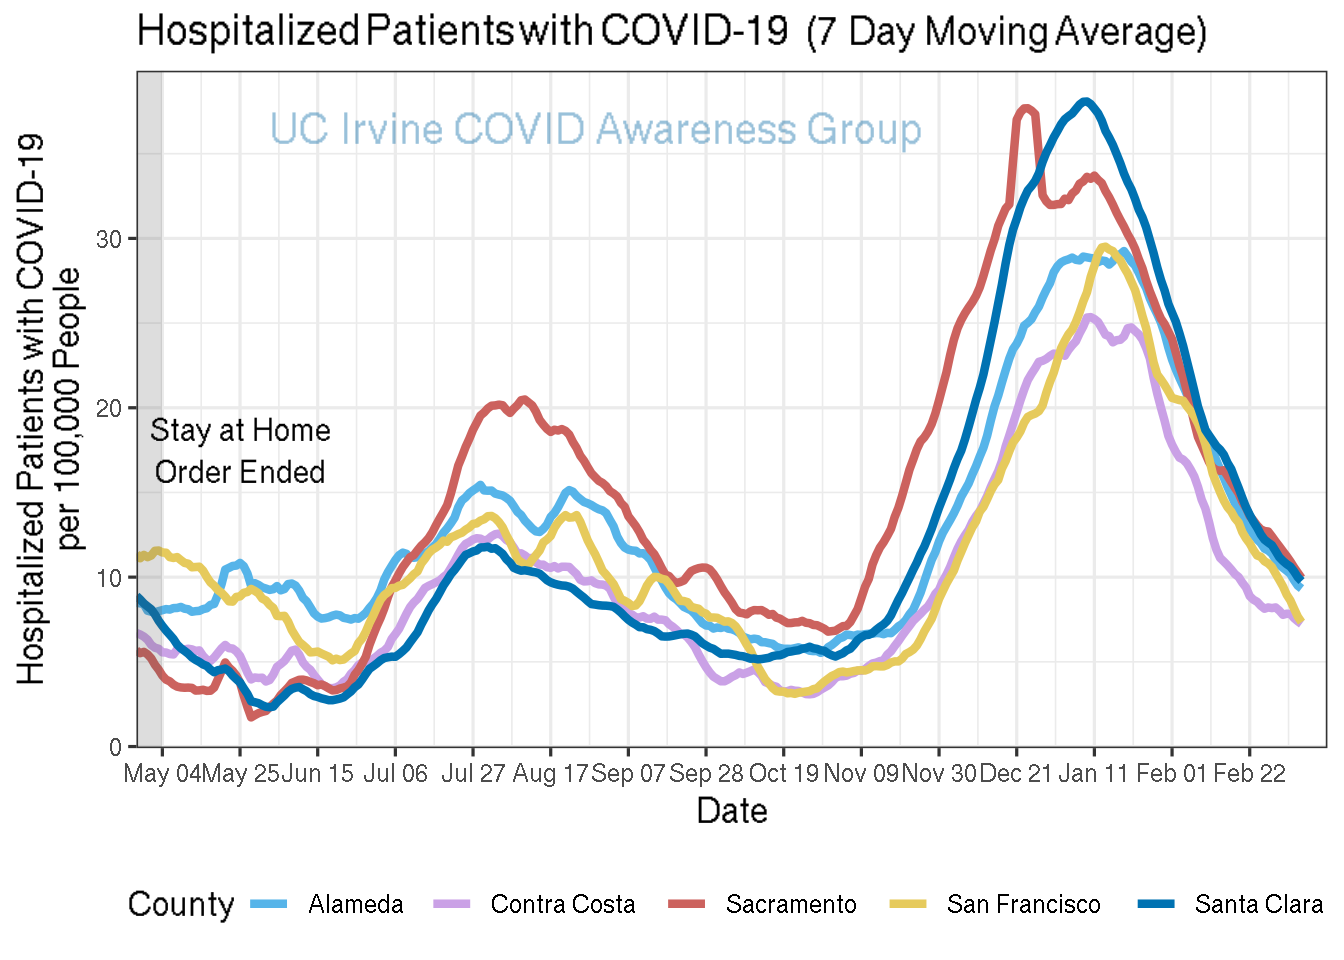 Hospitalized Patients with COVID-19 (7 Day Moving Average)
UC Irvine COVID Awareness Group
Hospitalized Patients with COVID-19
per 100,000 People
30
20
10
0
Stay at Home
Order Ended
May 04 May 25 Jun 15 Jul 06 Jul 27 Aug 17 Sep 07 Sep 28 Oct 19 Nov 09 Nov 30 Dec 21 Jan 11 Feb 01 Feb 22
Date
County Alameda Contra Costa Sacramento San Francisco Santa Clara